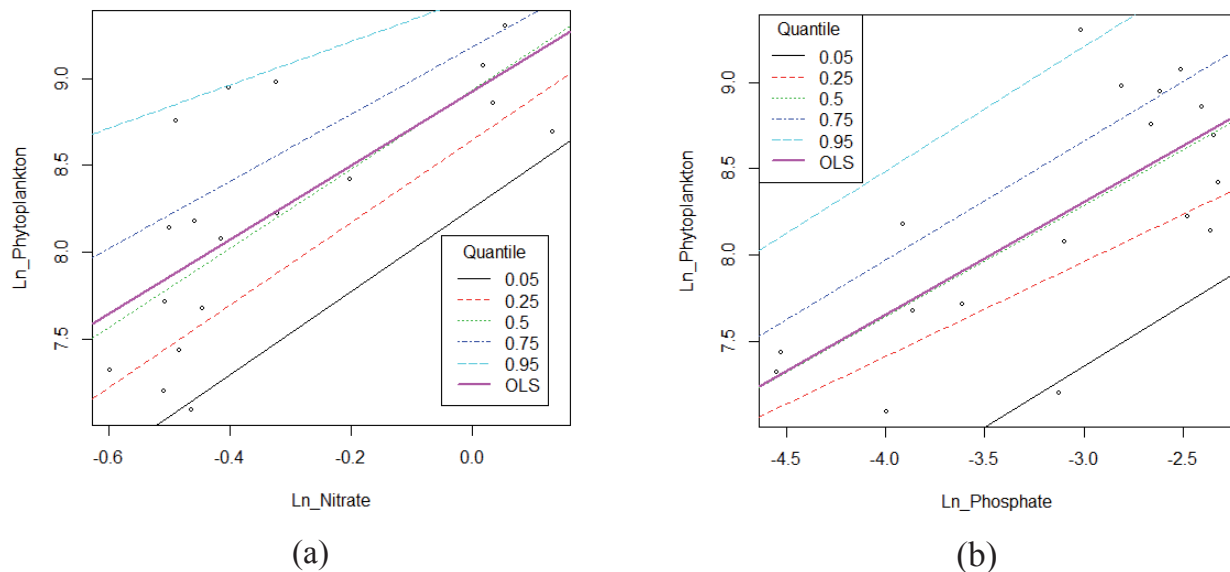 Ln_Phytoplankton
9.0
8.5
8.0
7.5
-0.6 -0.4 -0.2 0.0
Ln_Nitrate
Quantile
0.05
0.25
0.5
0.75
0.95
OLS
(a)
Ln_Phytoplankton
9.0
8.5
8.0
7.5
-4.5 -4.0 -3.5 -3.0 -2.5
Ln_Phosphate
Quantile
0.05
0.25
0.5
0.75
0.95
OLS
(b)